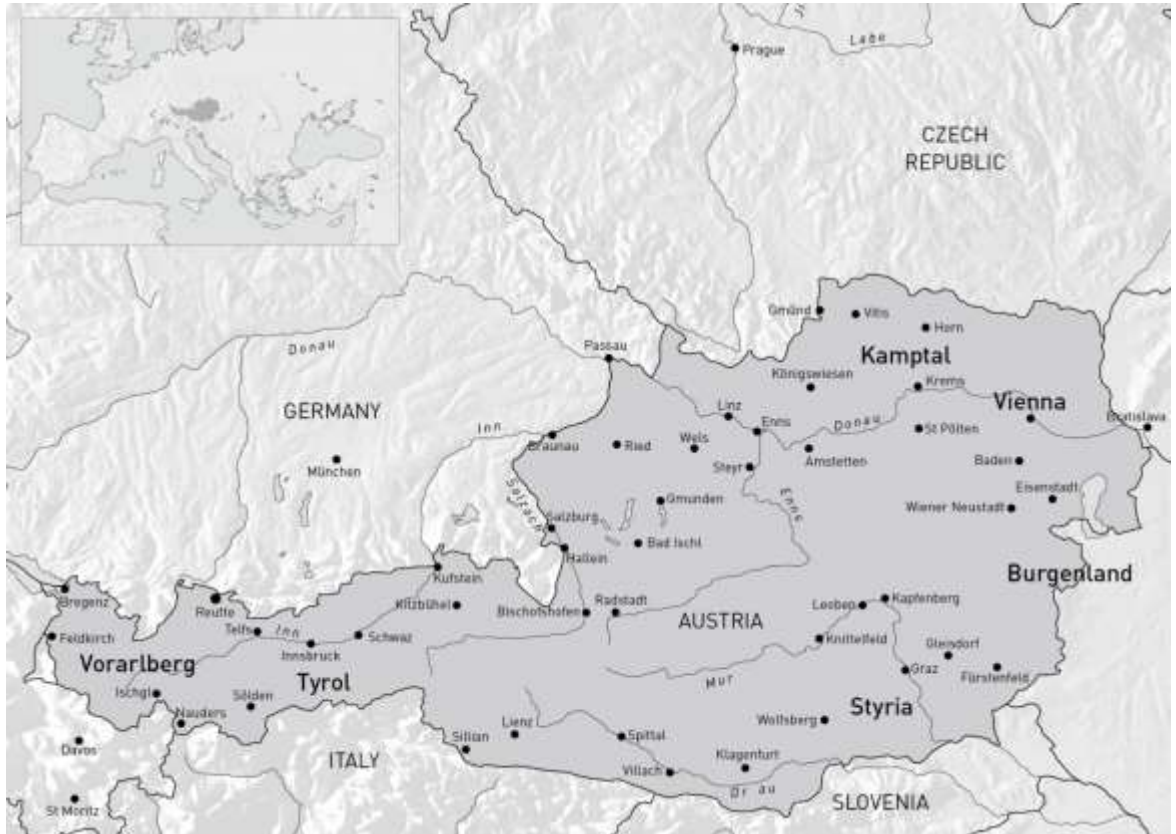 Labe
Prague
CZECH
REPUBLIC
Gmünd
Vitis
Horn
Kamptal
Passau
Donau
Königswiesen
Krems
GERMANY
Linz
Enns
Donau
Vienna
Bratislava
Inn
Braunau
Ried
Wels
St Pölten
München
Steyr
Amstetten
Baden
Salzach
Gmunden
Enns
Eisenstadt
Wiener Neustadt
Salzburg
Bad Ischl
Hallein
Kufstein
Burgenland
Bregenz
Reutte
Kitzbühel
Bischofshofen
Radstadt
AUSTRIA
Leoben
Kapfenberg
Feldkirch
Telfs
Inn
Innsbruck
Schwaz
Knittelfeld
Gleisdorf
Vorarlberg
Tyrol
Mur
Graz
Fürstenfeld
Ischgl
Sölden
Styria
Nauders
Wolfsberg
Davos
Lienz
Spittal
Sillian
ITALY
Klagenfurt
Villach
Drau
St Moritz
SLOVENIA